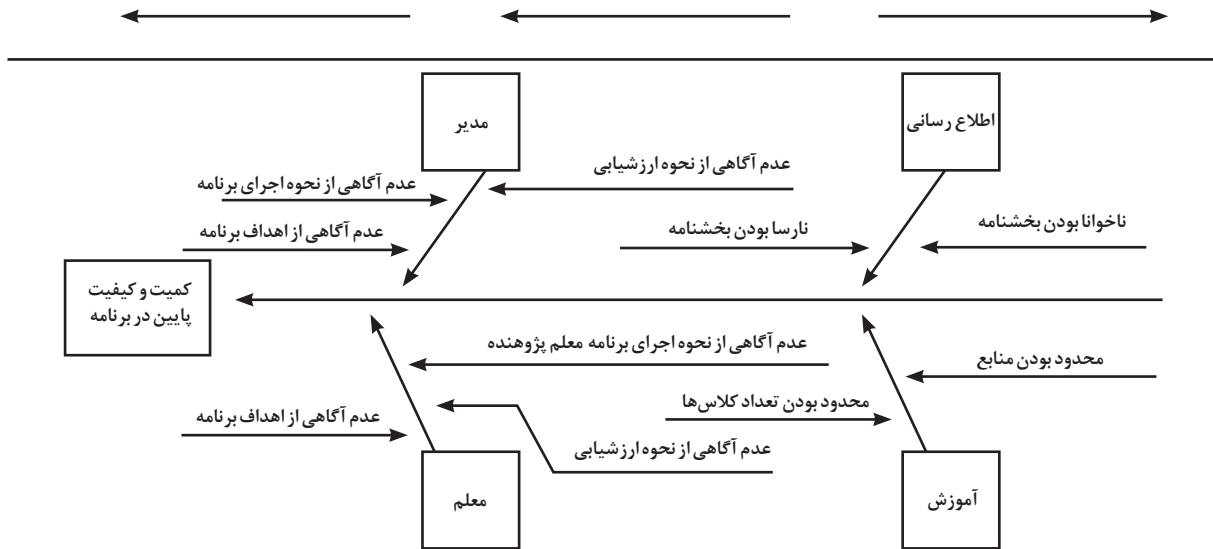 اطلاع رسانی
مدیر
عدم آگاهی از نحوه ارزشیابی
عدم آگاهی از نحوه اجرای برنامه
ناخوانا بودن بخشنامه
نارسا بودن بخشنامه
عدم آگاهی از اهداف برنامه
کمیت و کیفیت
پایین در برنامه
عدم آگاهی از نحوه اجرای برنامه معلم پژوهنده
محدود بودن منابع
محدود بودن تعداد کلاس‌ها
عدم آگاهی از اهداف برنامه
عدم آگاهی از نحوه ارزشیابی
آموزش
معلم